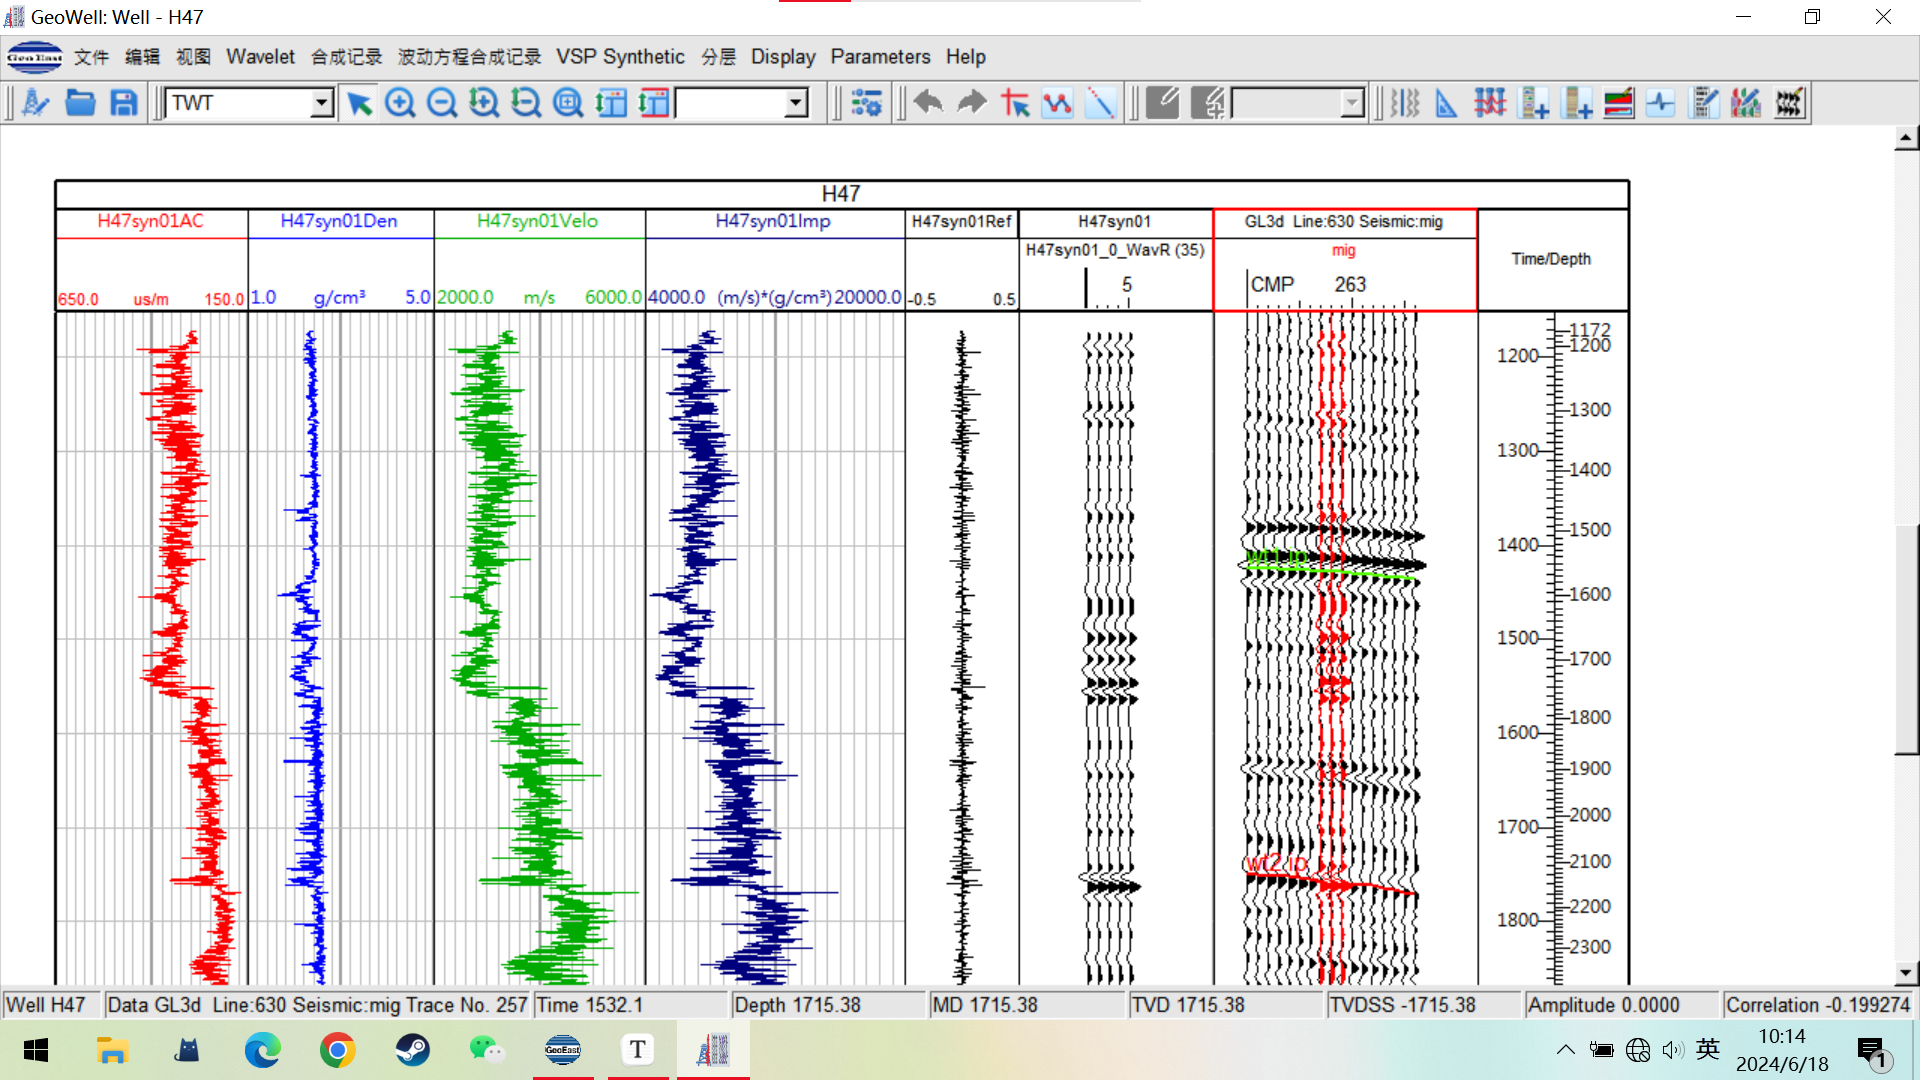 GeoWell: Well - H47
GeoEast 文件 编辑 视图 Wavelet 合成记录 波动方程合成记录 VSP Synthetic 分层 Display Parameters Help
TWT
H47
H47syn01AC H47syn01Den H47syn01Velo H47syn01Imp H47syn01Ref H47syn01 GL3d Line:630 Seismic:mig
H47syn01_0_WavR (35) mig Time/Depth
CMP 263
5
650.0 us/m 150.0 1.0 g/cm³ 5.0 2000.0 m/s 6000.0 4000.0 (m/s)*(g/cm³) 20000.0 -0.5 0.5
1172
1200 1200
1300
1300
1400
1500
1400
wt1 ip
1600
1500
1700
1800
1600
1900
2000
1700
2100
wt2 ip
2200
1800
2300
Well H47 Data GL3d Line:630 Seismic:mig Trace No. 257 Time 1532.1 Depth 1715.38 MD 1715.38 TVD 1715.38 TVDSS -1715.38 Amplitude 0.0000 Correlation -0.199274
GeoEast T 英 10:14 1
2024/6/18